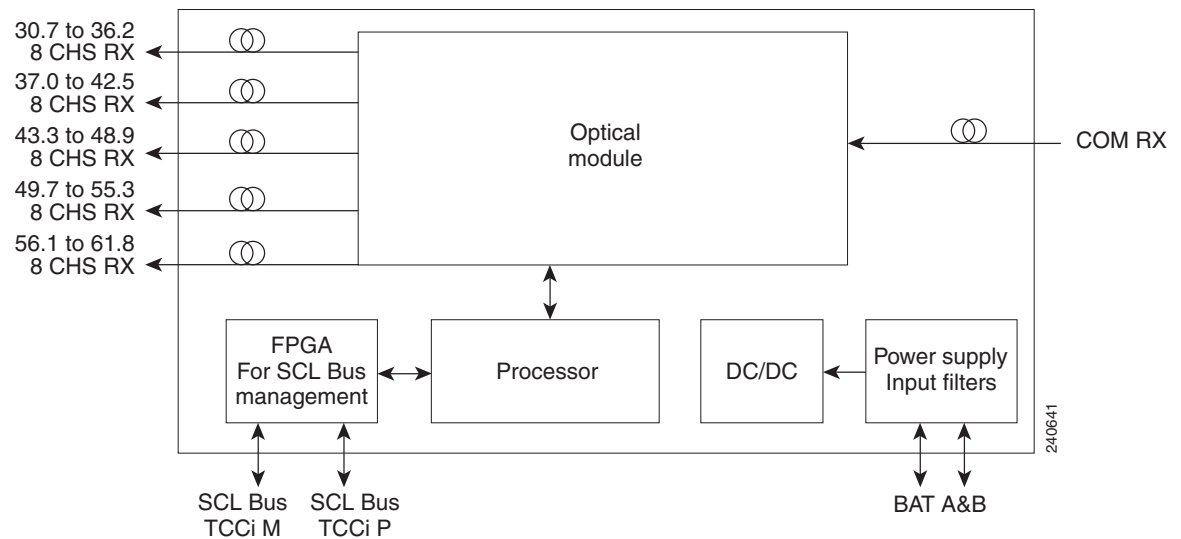 30.7 to 36.2
8 CHS RX
37.0 to 42.5
8 CHS RX
43.3 to 48.9
8 CHS RX
49.7 to 55.3
8 CHS RX
56.1 to 61.8
8 CHS RX
Optical
module
COM RX
FPGA
For SCL Bus
management
Processor
DC/DC
Power supply
Input filters
240641
SCL Bus
TCCi M
SCL Bus
TCCi P
BAT A&B